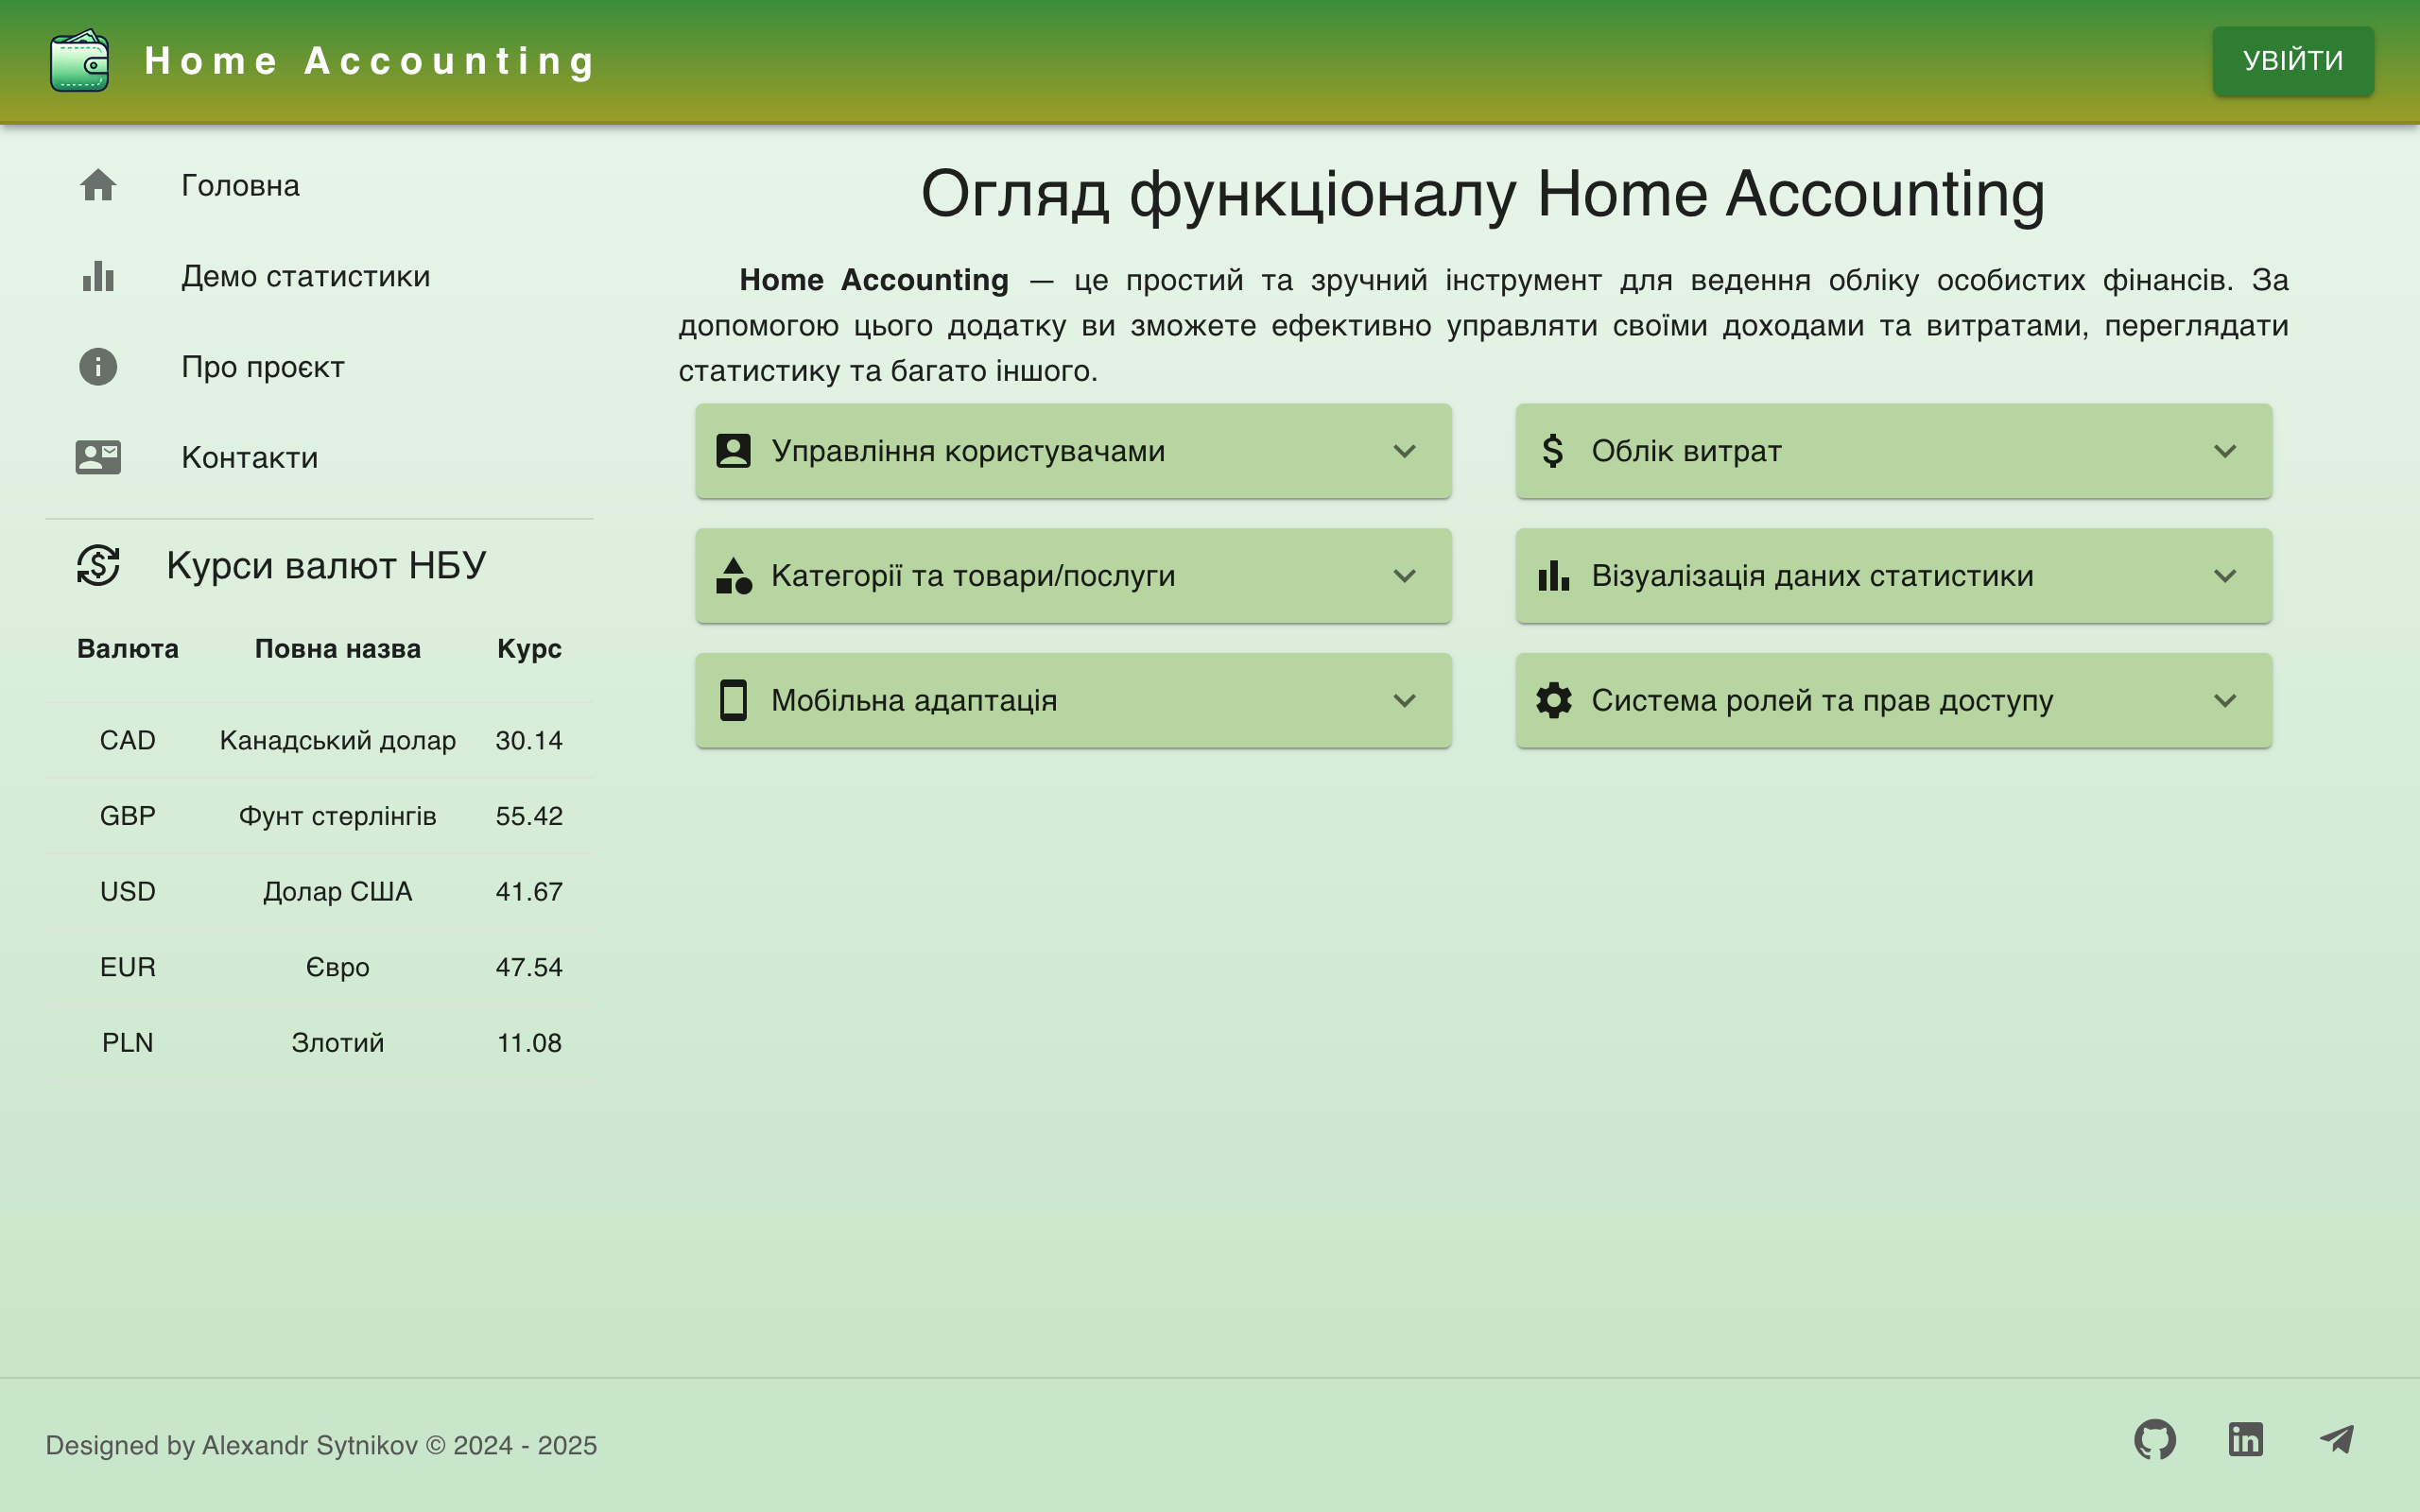 Home Accounting
УВІЙТИ
Головна
Демо статистики
Про проєкт
Контакти
Курси валют НБУ
Валюта Повна назва Курс
CAD Канадський долар 30.14
GBP Фунт стерлінгів 55.42
USD Долар США 41.67
EUR Євро 47.54
PLN Злотий 11.08
Огляд функціоналу Home Accounting
Home Accounting — це простий та зручний інструмент для ведення обліку особистих фінансів. За
допомогою цього додатку ви зможете ефективно управляти своїми доходами та витратами, переглядати
статистику та багато іншого.
Управління користувачами
Облік витрат
Категорії та товари/послуги
Візуалізація даних статистики
Мобільна адаптація
Система ролей та прав доступу
Designed by Alexandr Sytnikov © 2024 - 2025